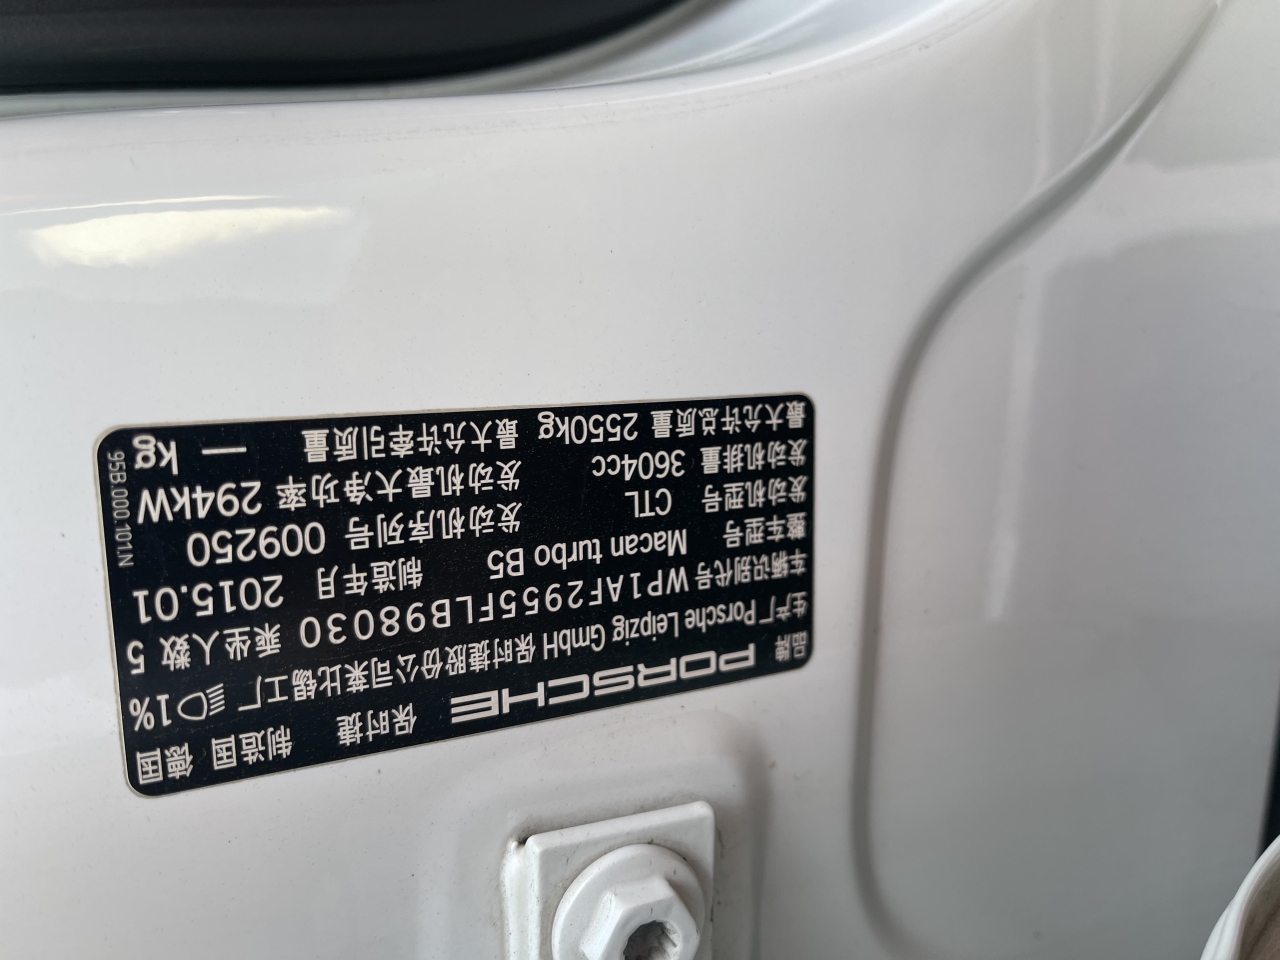 品牌 PORSCHE 保时捷 制造国 德国
生产厂 Porsche Leipzig GmbH 保时捷股份公司莱比锡工厂 1%
车辆识别代号 WP1AF2955FLB98030 乘坐人数 5
整车型号 Macan turbo B5 制造年月 2015.01
发动机型号 CTL 发动机序列号 009250
发动机排量 3604cc 发动机最大净功率 294kW
最大允许总质量 2550kg 最大允许牵引质量 — kg
95B.000.101.N